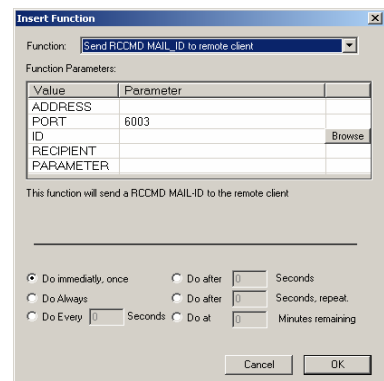 Insert Function
Function: Send RCCMD MAIL_ID to remote client
Function Parameters:
Value Parameter
ADDRESS
PORT 6003
ID Browse
RECIPIENT
PARAMETER
This function will send a RCCMD MAIL-ID to the remote client
Do immediatly, once Do after 0 Seconds
Do Always Do after 0 Seconds, repeat.
Do Every 0 Seconds Do at 0 Minutes remaining
Cancel OK